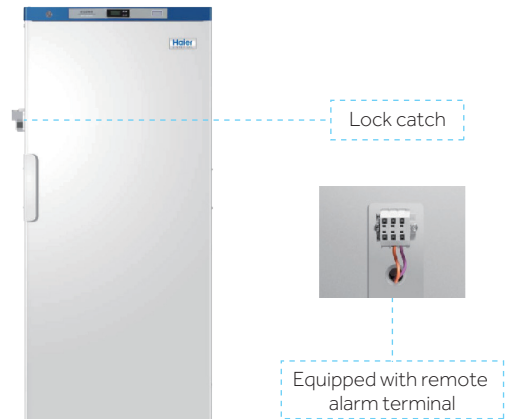 Haier
Lock catch
Equipped with remote
alarm terminal